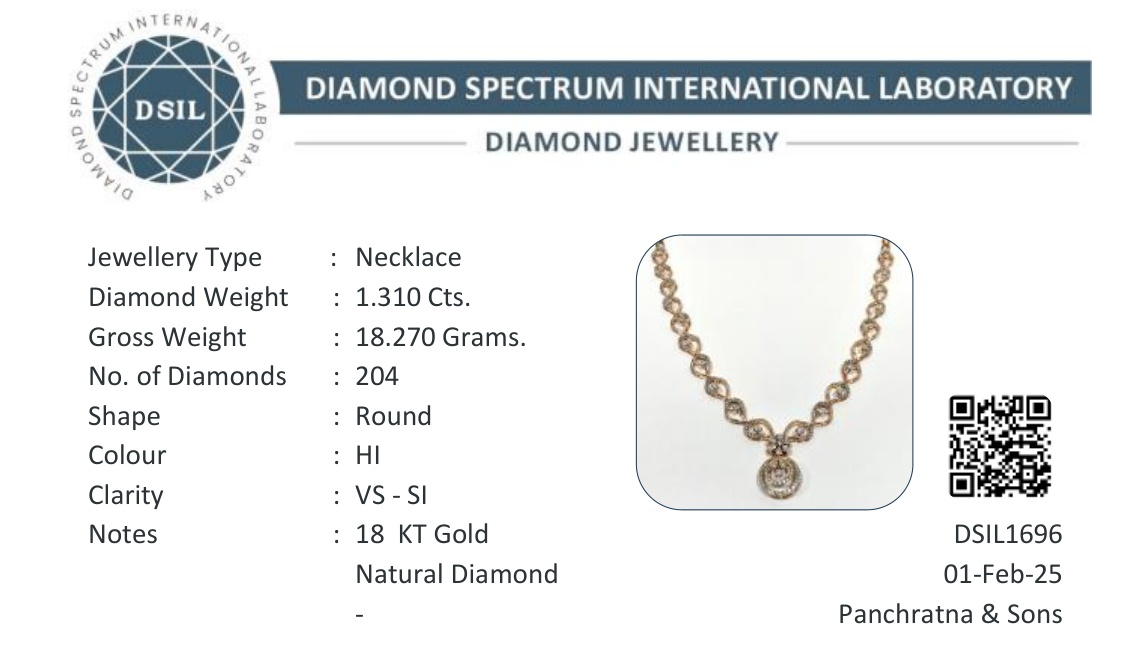 DIAMOND SPECTRUM INTERNATIONAL LABORATORY
DSIL
DIAMOND SPECTRUM INTERNATIONAL LABORATORY
DIAMOND JEWELLERY
Jewellery Type : Necklace
Diamond Weight : 1.310 Cts.
Gross Weight : 18.270 Grams.
No. of Diamonds : 204
Shape : Round
Colour : HI
Clarity : VS - SI
Notes : 18 KT Gold
Natural Diamond
-
DSIL1696
01-Feb-25
Panchratna & Sons